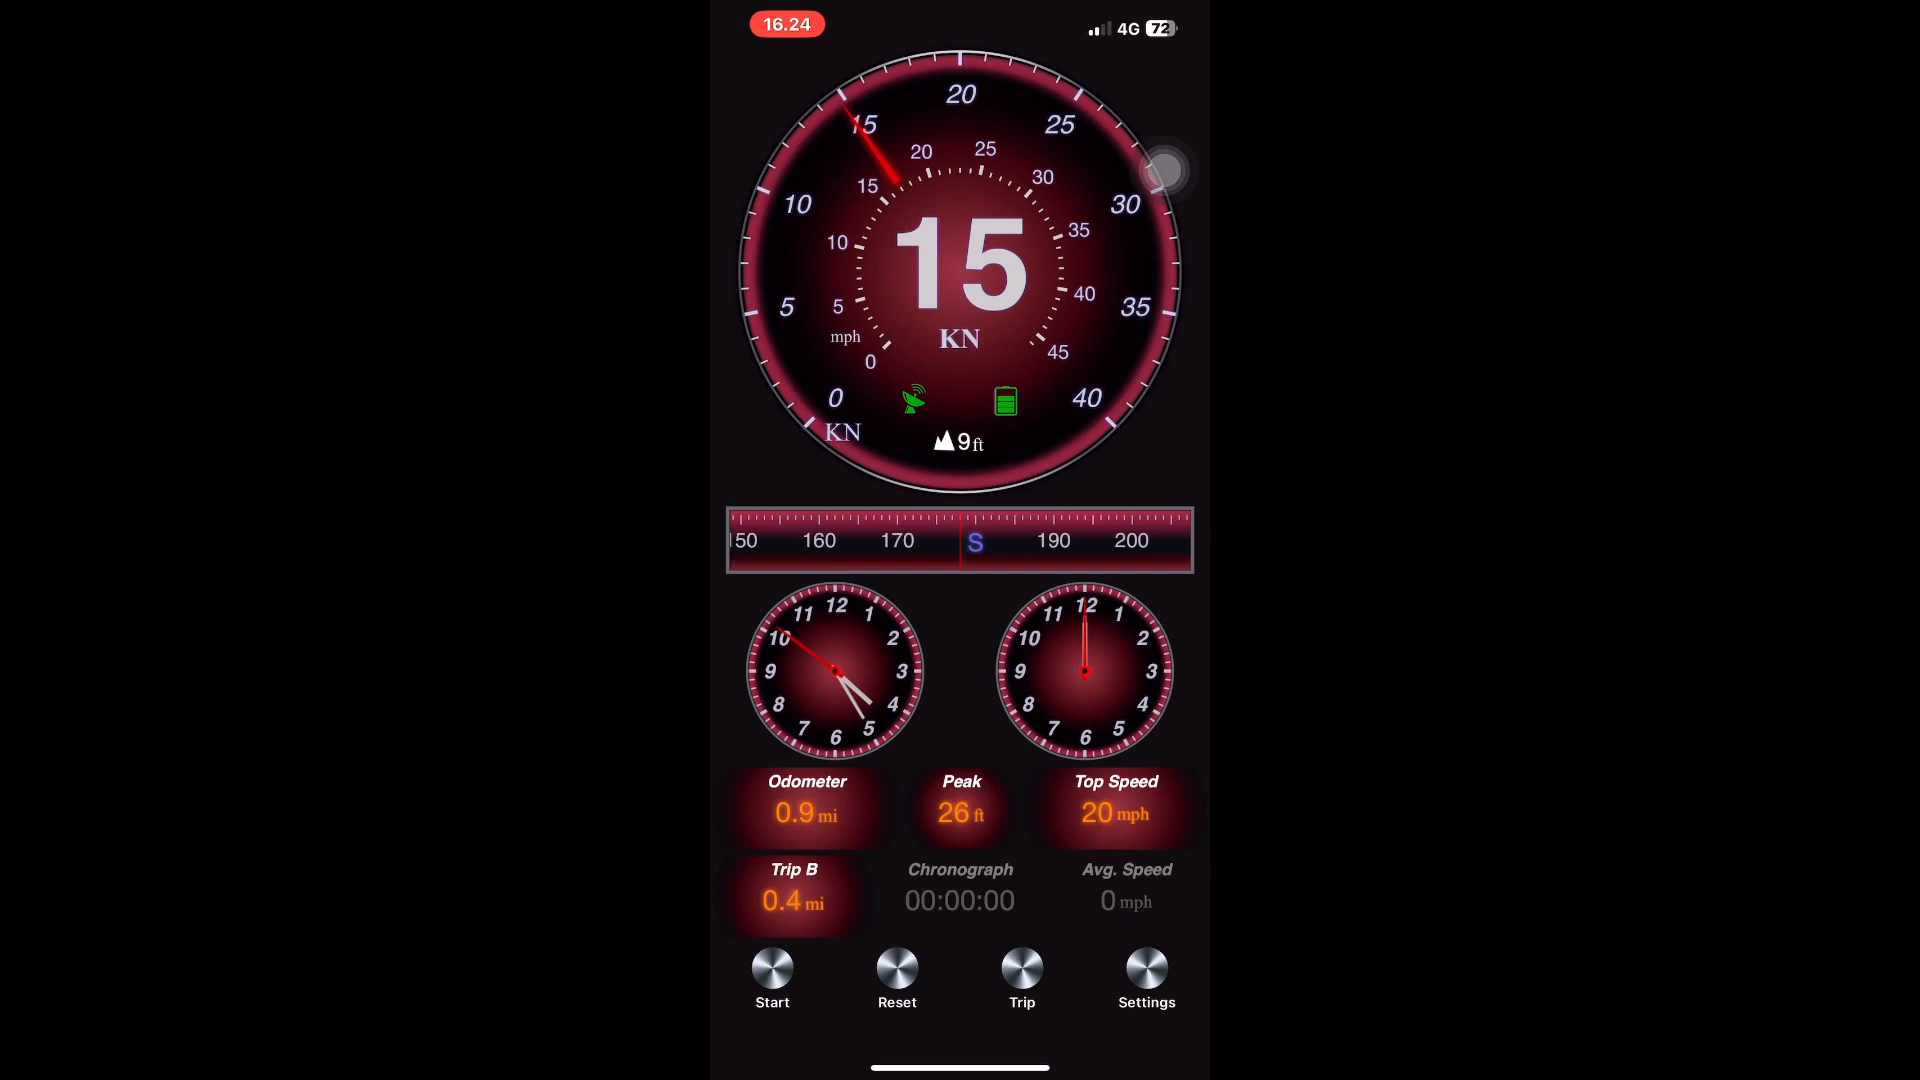 16.24
4G 72
20
15 25
20 25
15 30
10 30
10 35
15
5 40
5 35
mph KN
0 45
0 40
KN
9 ft
150 160 170 S 190 200
12 1 2 3 4 5 6 7 8 9 10 11
12 1 2 3 4 5 6 7 8 9 10 11
Odometer Peak Top Speed
0.9 mi 26 ft 20 mph
Trip B Chronograph Avg. Speed
0.4 mi 00:00:00 0 mph
Start Reset Trip Settings